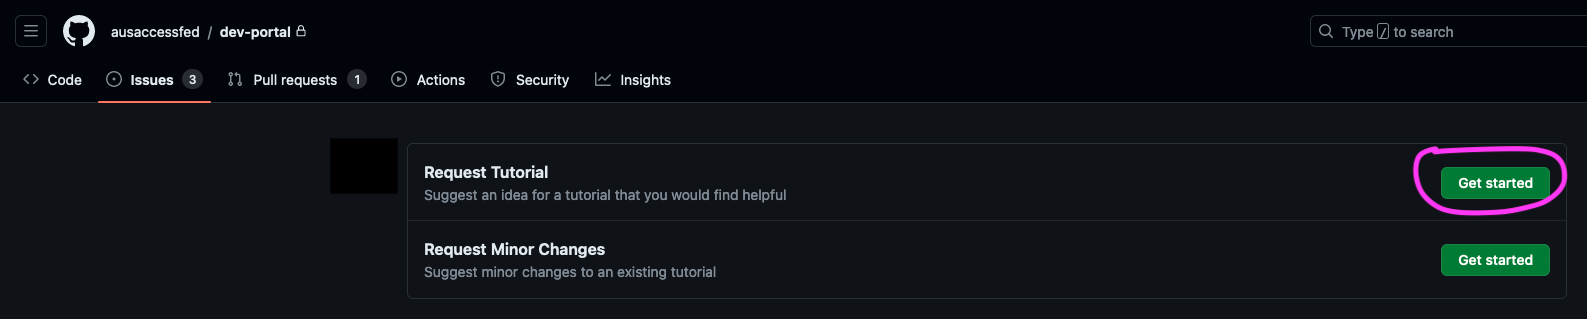 ausaccessfed / dev-portal
Type / to search
Code Issues 3 Pull requests 1 Actions Security Insights
Request Tutorial
Suggest an idea for a tutorial that you would find helpful
Get started
Request Minor Changes
Suggest minor changes to an existing tutorial
Get started